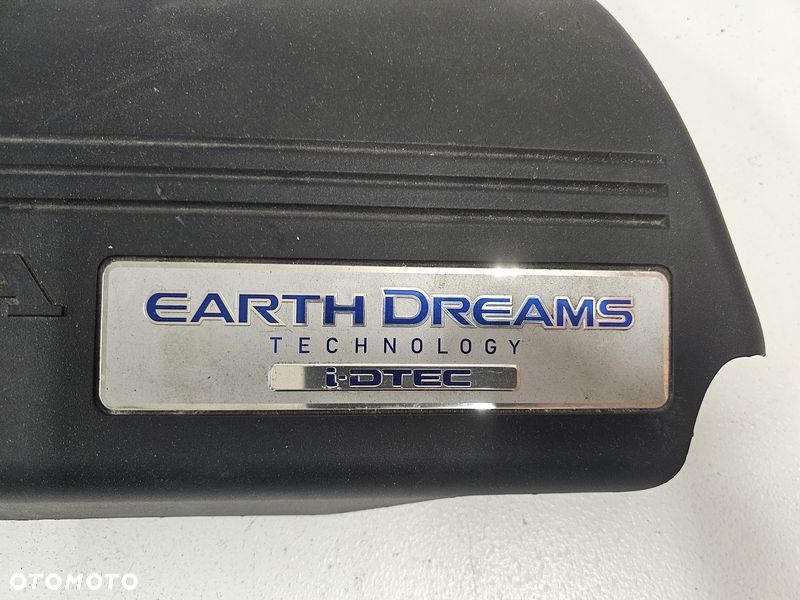 A
EARTH DREAMS
TECHNOLOGY
i-DTEC
OTOMOTO